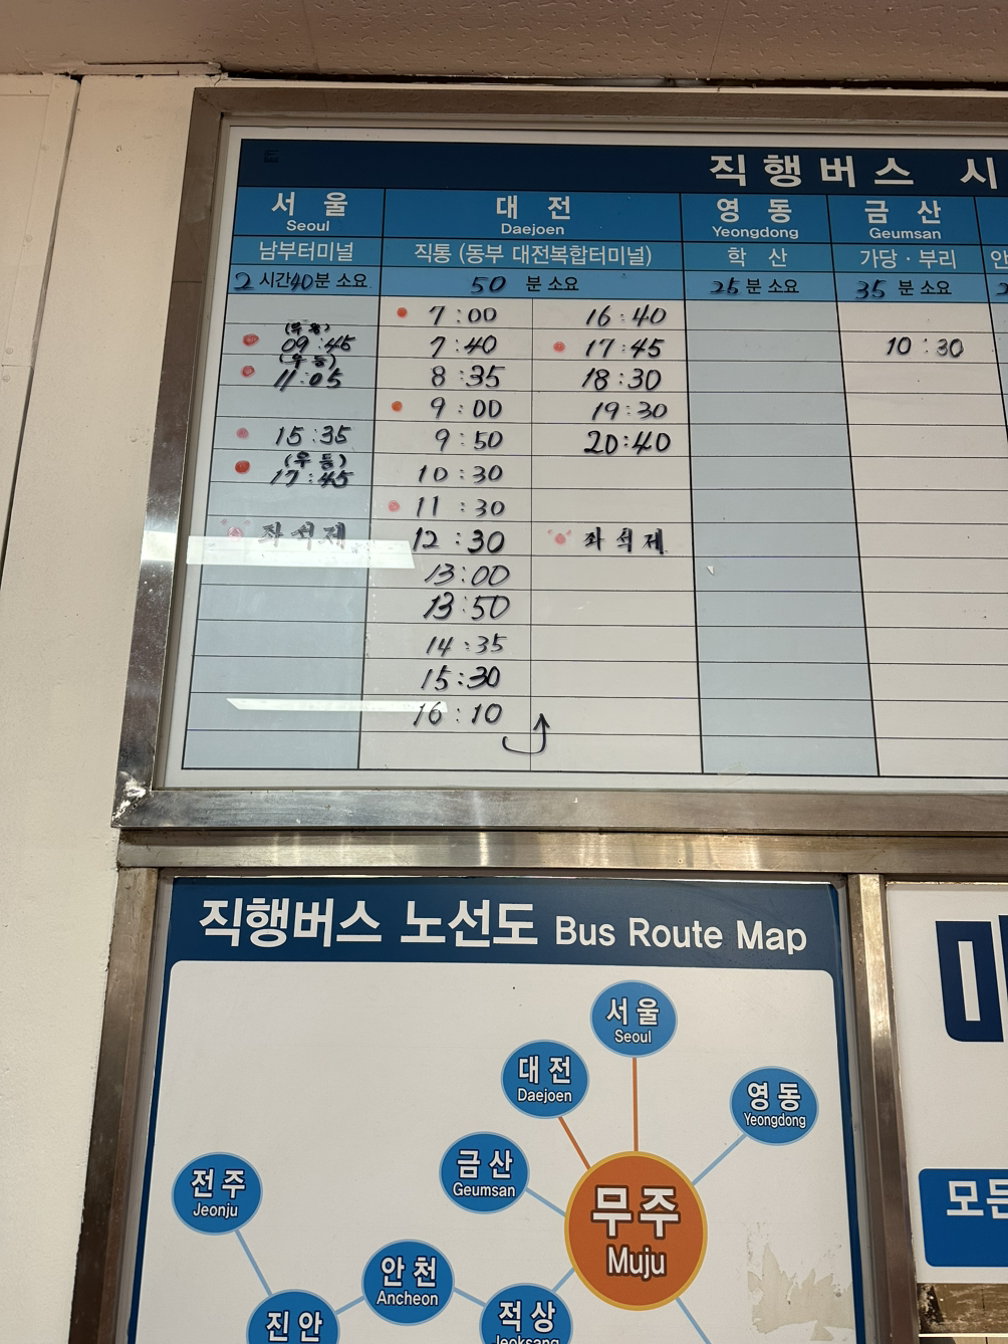 직행버스 시
서울 대전 영동 금산
Seoul Daejoen Yeongdong Geumsan
남부터미널 직통 (동부 대전복합터미널) 학산 가당·부리 안
2시간40분 소요 50 분 소요 25 분 소요 35 분 소요 2
7:00 16:40
(우등)
09:45 7:40 17:45 10:30
(우등)
11:05 8:35 18:30
9:00 19:30
15:35 9:50 20:40
(우등)
17:45 10:30
11:30
좌석제 12:30 좌석제
13:00
13:50
14:35
15:30
16:10
직행버스 노선도 Bus Route Map
서울
Seoul
대전
Daejoen
영동
Yeongdong
금산
Geumsan
전주
Jeonju
무주
Muju
안천
Ancheon
적상
Jeoksang
진안
모든